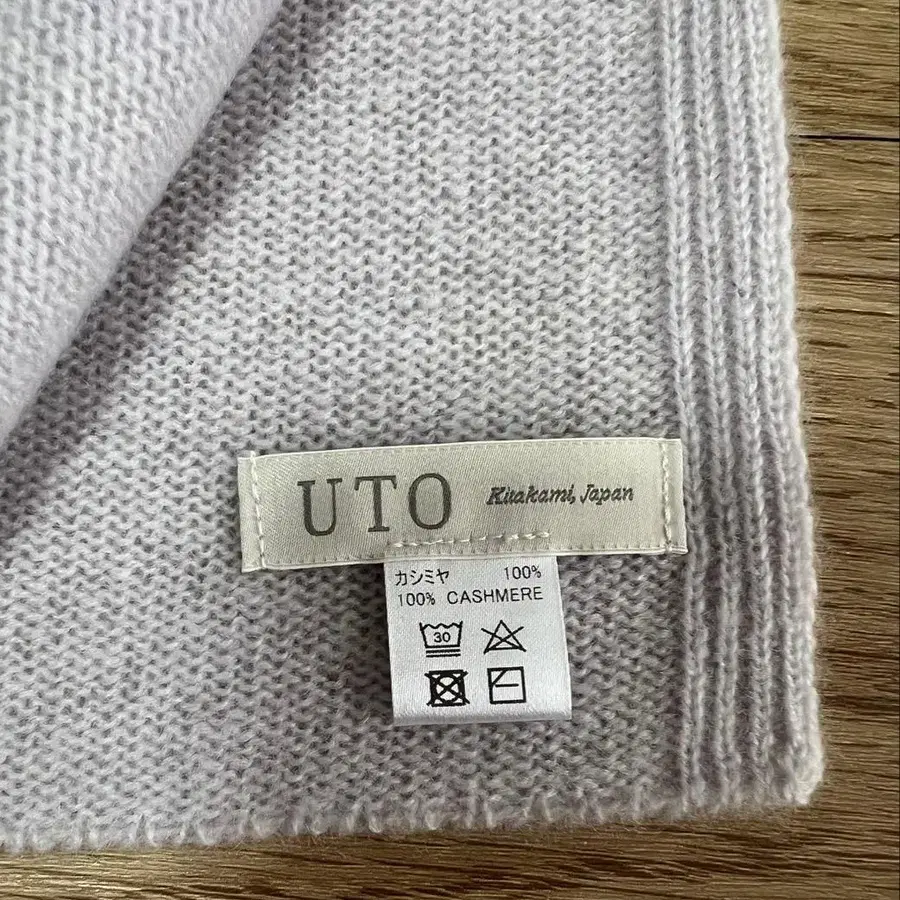 UTO Kitakami, Japan
カシミヤ 100%
100% CASHMERE
30